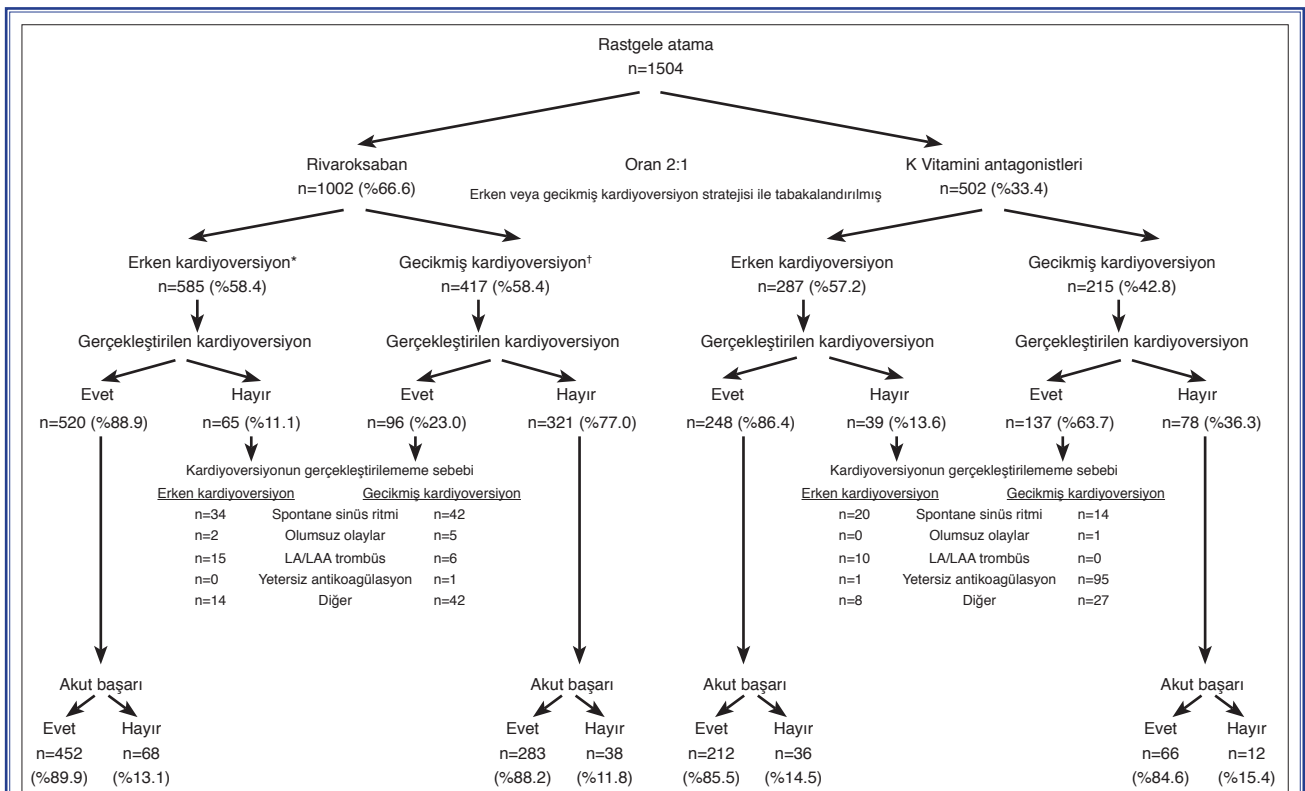 Rastgele atama
n=1504
Rivaroksaban Oran 2:1 K Vitamini antagonistleri
n=1002 (%66.6) Erken veya gecikmiş kardiyoversiyon stratejisi ile tabakalandırılmış n=502 (%33.4)
Erken kardiyoversiyon* Gecikmiş kardiyoversiyon† Erken kardiyoversiyon Gecikmiş kardiyoversiyon
n=585 (%58.4) n=417 (%58.4) n=287 (%57.2) n=215 (%42.8)
Gerçekleştirilen kardiyoversiyon Gerçekleştirilen kardiyoversiyon Gerçekleştirilen kardiyoversiyon Gerçekleştirilen kardiyoversiyon
Evet Hayır Evet Hayır Evet Hayır Evet Hayır
n=520 (%88.9) n=65 (%11.1) n=96 (%23.0) n=321 (%77.0) n=248 (%86.4) n=39 (%13.6) n=137 (%63.7) n=78 (%36.3)
Kardiyoversiyonun gerçekleştirilememe sebebi Kardiyoversiyonun gerçekleştirilememe sebebi
Erken kardiyoversiyon Gecikmiş kardiyoversiyon Erken kardiyoversiyon Gecikmiş kardiyoversiyon
n=34 Spontane sinüs ritmi n=42 n=20 Spontane sinüs ritmi n=14
n=2 Olumsuz olaylar n=5 n=0 Olumsuz olaylar n=1
n=15 LA/LAA trombüs n=6 n=10 LA/LAA trombüs n=0
n=0 Yetersiz antikoagülasyon n=1 n=1 Yetersiz antikoagülasyon n=95
n=14 Diğer n=42 n=8 Diğer n=27
Akut başarı Akut başarı Akut başarı Akut başarı
Evet Hayır Evet Hayır Evet Hayır Evet Hayır
n=452 n=68 n=283 n=38 n=212 n=36 n=66 n=12
(%89.9) (%13.1) (%88.2) (%11.8) (%85.5) (%14.5) (%84.6) (%15.4)